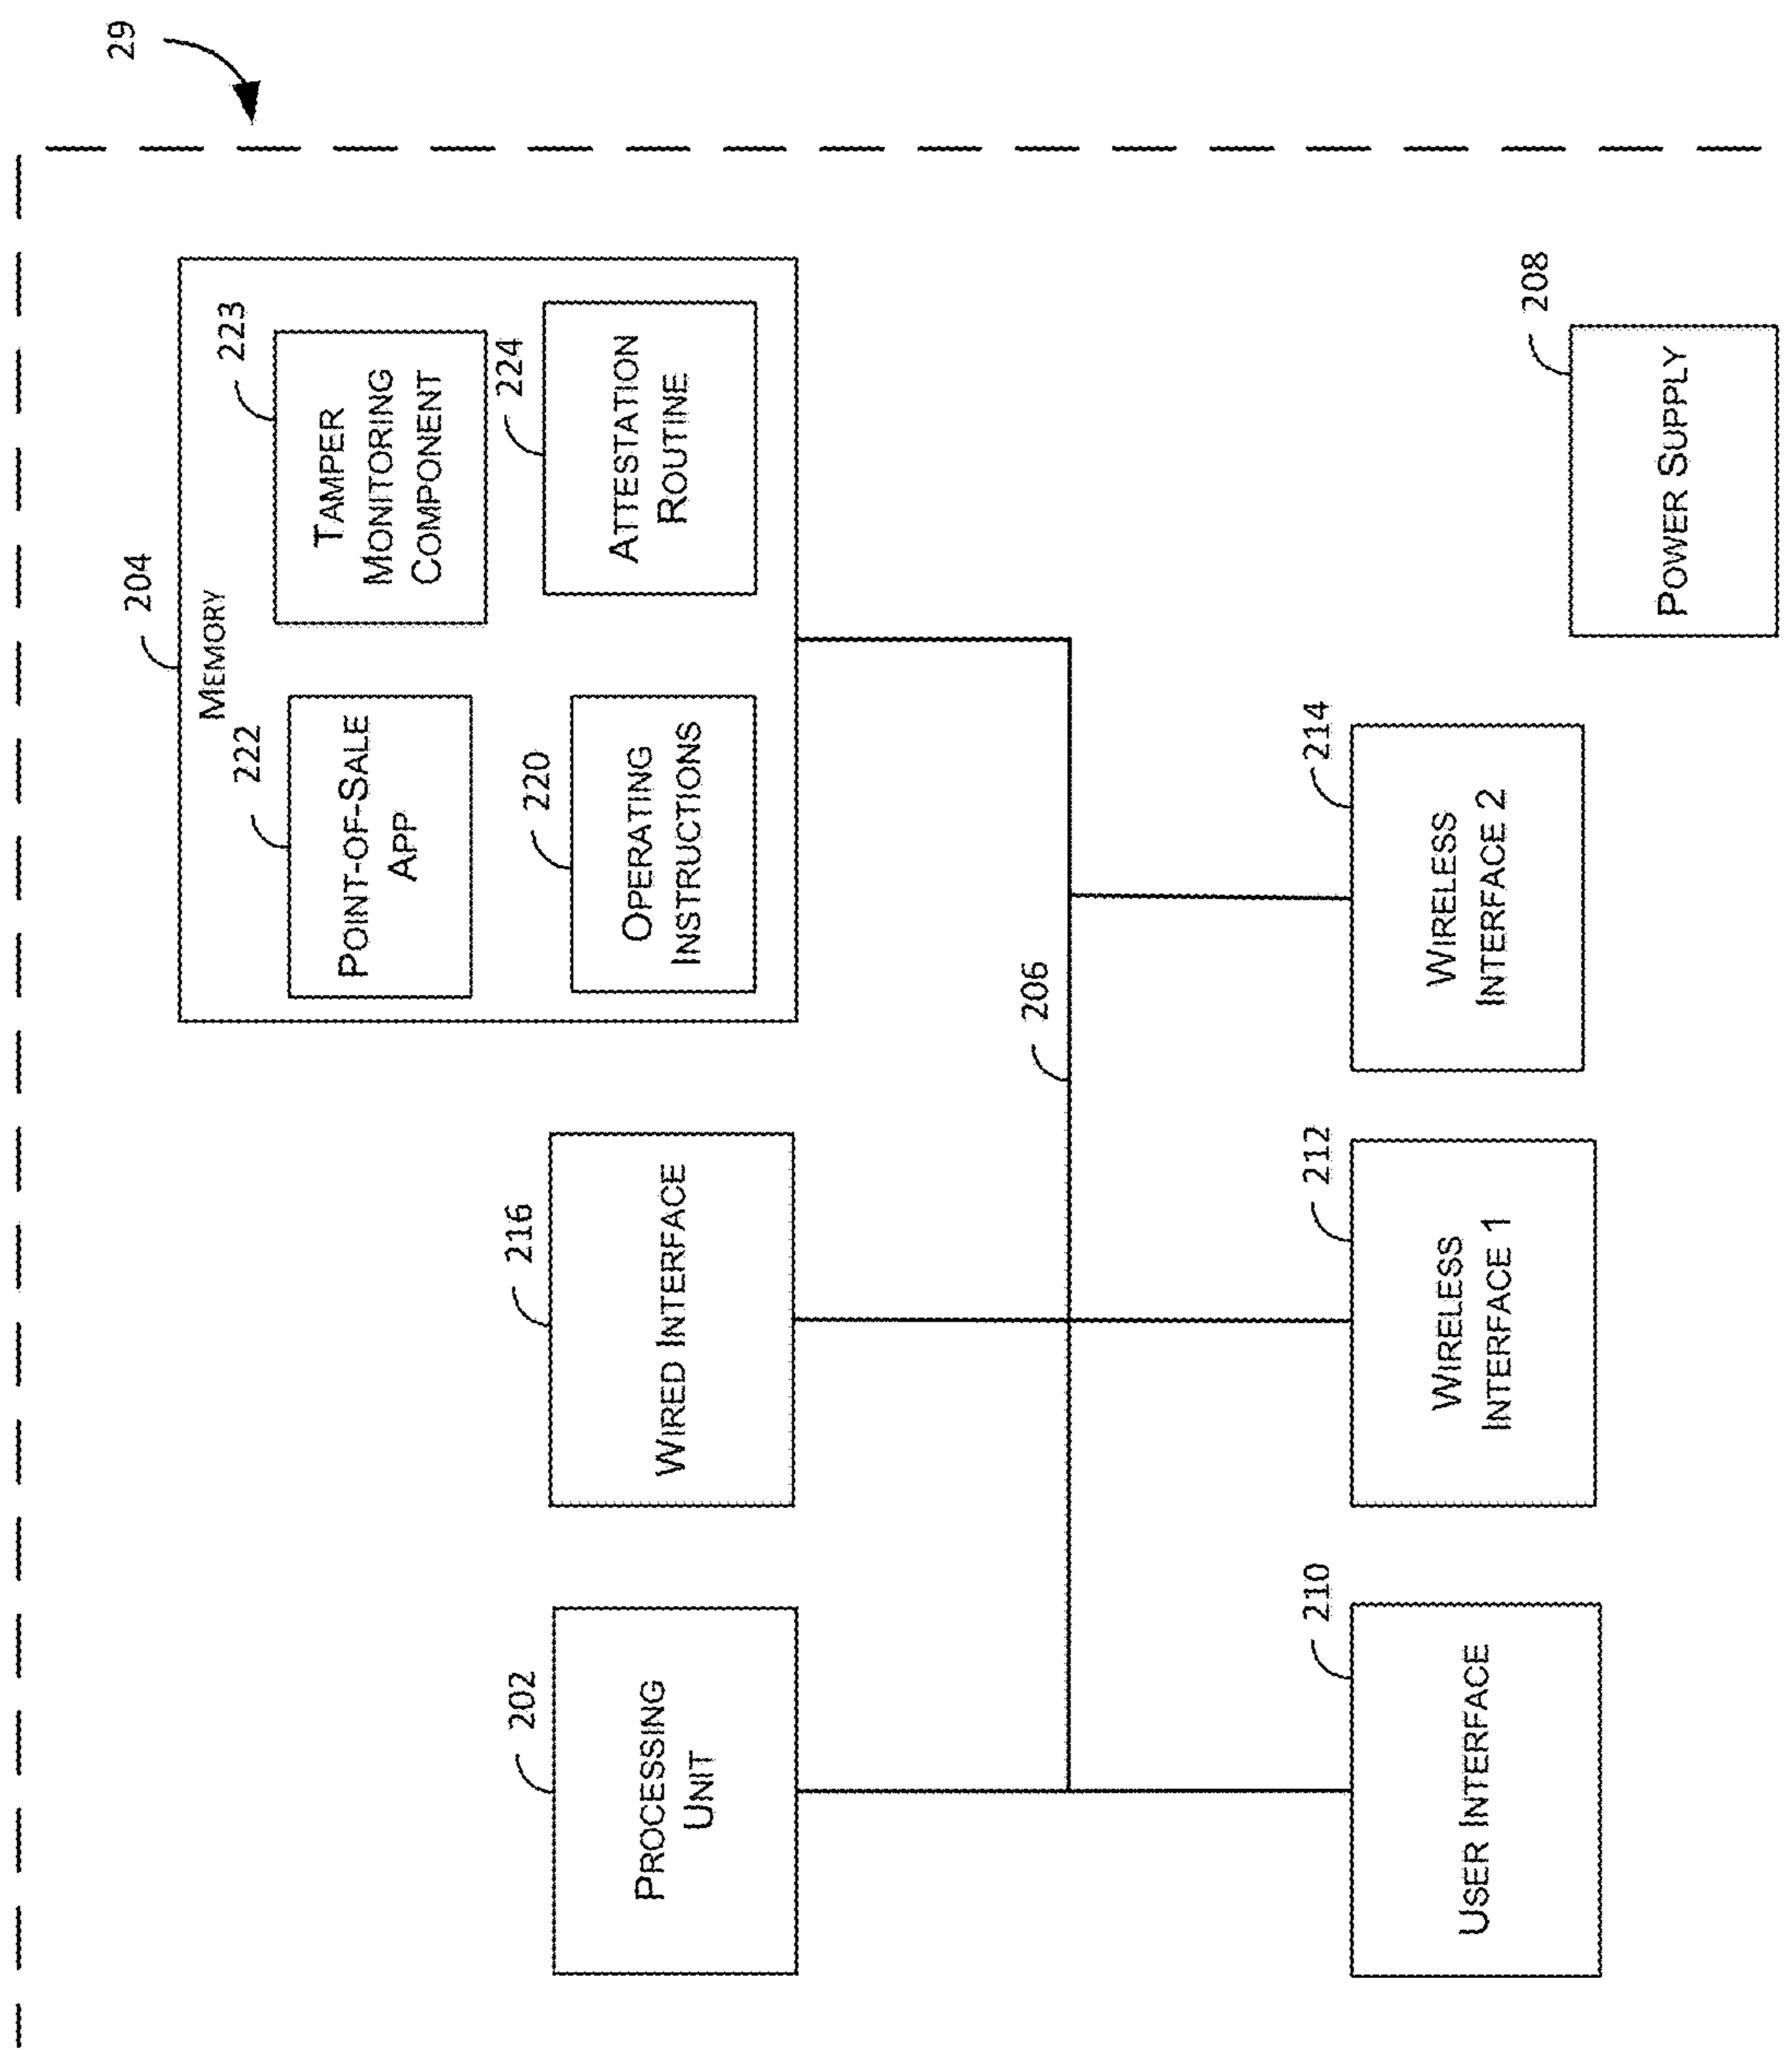 29
204
MEMORY
222
POINT-OF-SALE
APP
223
TAMPER
MONITORING
COMPONENT
220
OPERATING
INSTRUCTIONS
224
ATTESTATION
ROUTINE
202
PROCESSING
UNIT
216
WIRED INTERFACE
206
210
USER INTERFACE
212
WIRELESS
INTERFACE 1
214
WIRELESS
INTERFACE 2
208
POWER SUPPLY